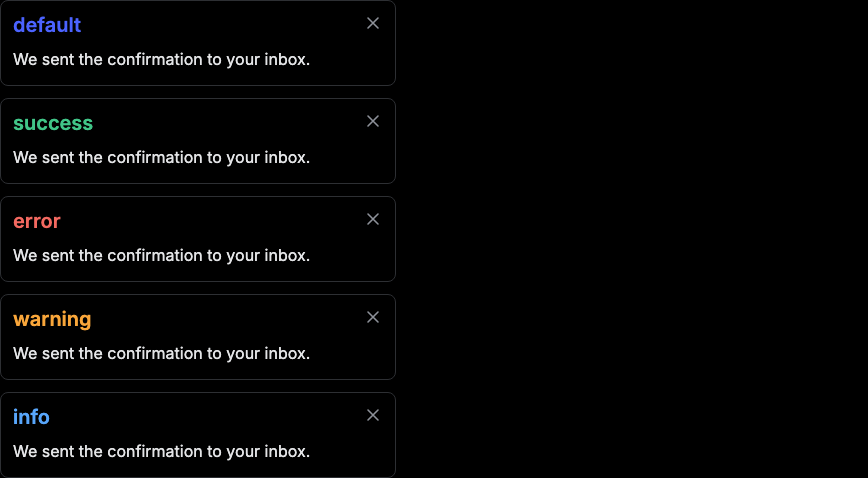 default
We sent the confirmation to your inbox.
success
We sent the confirmation to your inbox.
error
We sent the confirmation to your inbox.
warning
We sent the confirmation to your inbox.
info
We sent the confirmation to your inbox.